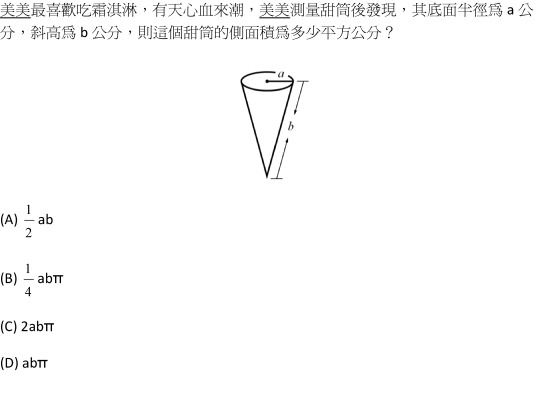 美美最喜歡吃霜淇淋，有天心血來潮，美美測量甜筒後發現，其底面半徑為 a 公
分，斜高為 b 公分，則這個甜筒的側面積為多少平方公分？
a
b
(A) 1/2 ab
(B) 1/4 abπ
(C) 2abπ
(D) abπ